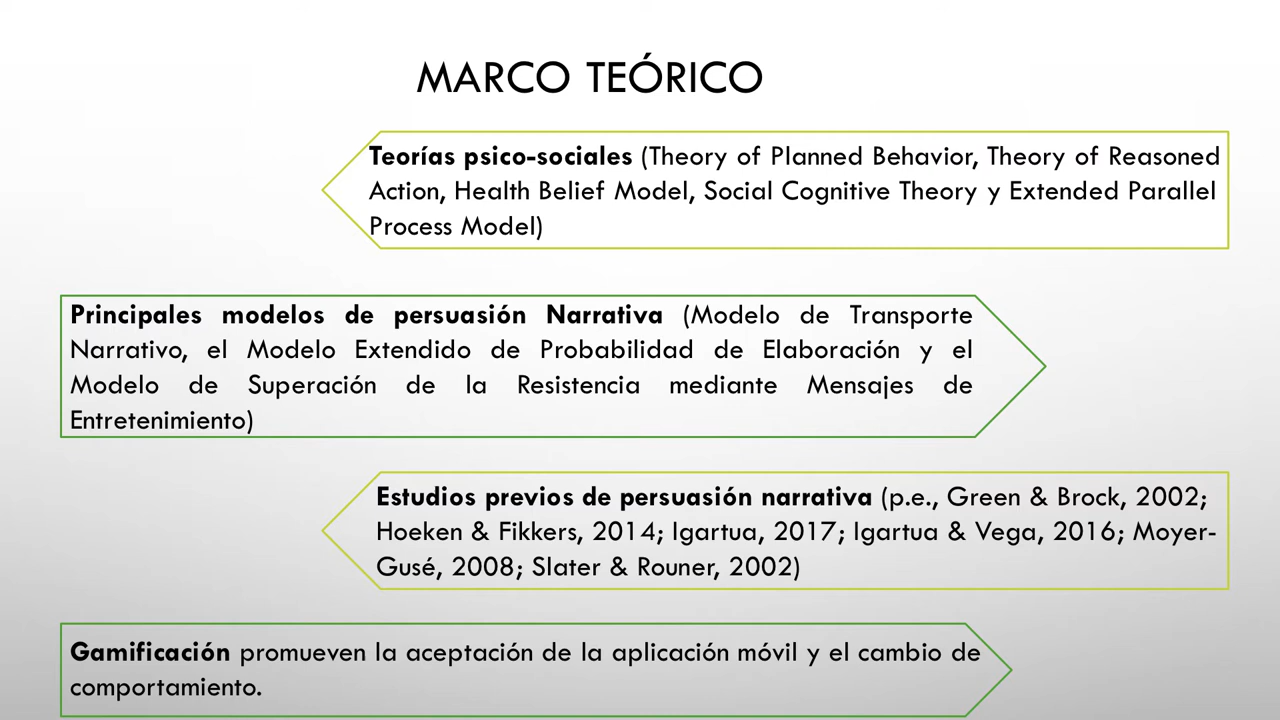 MARCO TEÓRICO
Teorías psico-sociales (Theory of Planned Behavior, Theory of Reasoned
Action, Health Belief Model, Social Cognitive Theory y Extended Parallel
Process Model)
Principales modelos de persuasión Narrativa (Modelo de Transporte
Narrativo, el Modelo Extendido de Probabilidad de Elaboración y el
Modelo de Superación de la Resistencia mediante Mensajes de
Entretenimiento)
Estudios previos de persuasión narrativa (p.e., Green & Brock, 2002;
Hoeken & Fikkers, 2014; Igartua, 2017; Igartua & Vega, 2016; Moyer-
Gusé, 2008; Slater & Rouner, 2002)
Gamificación promueven la aceptación de la aplicación móvil y el cambio de
comportamiento.